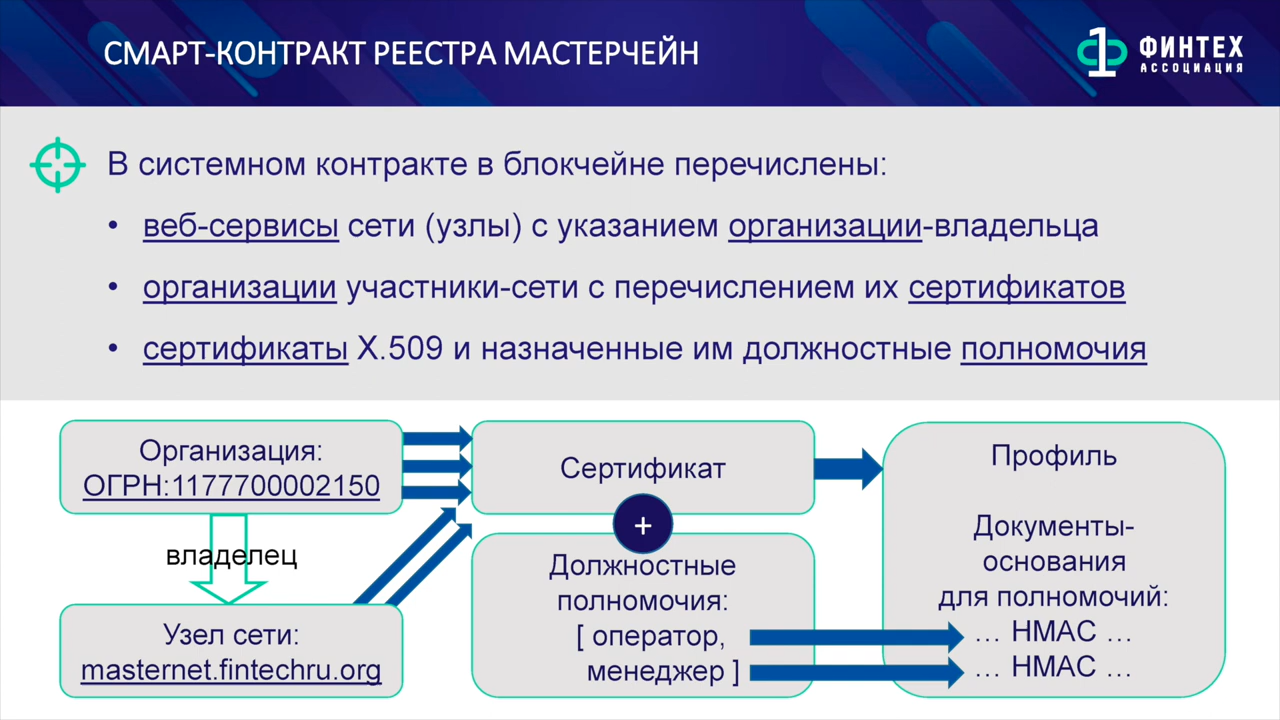 СМАРТ-КОНТРАКТ РЕЕСТРА МАСТЕРЧЕЙН
1
ФИНТЕХ
АССОЦИАЦИЯ
В системном контракте в блокчейне перечислены:
• веб-сервисы сети (узлы) с указанием организации-владельца
• организации участники-сети с перечислением их сертификатов
• сертификаты X.509 и назначенные им должностные полномочия
Организация:
ОГРН:1177700002150
владелец
Узел сети:
masternet.fintechru.org
Сертификат
+
Должностные
полномочия:
[ оператор,
менеджер ]
Профиль
Документы-
основания
для полномочий:
... HMAC ...
... HMAC ...